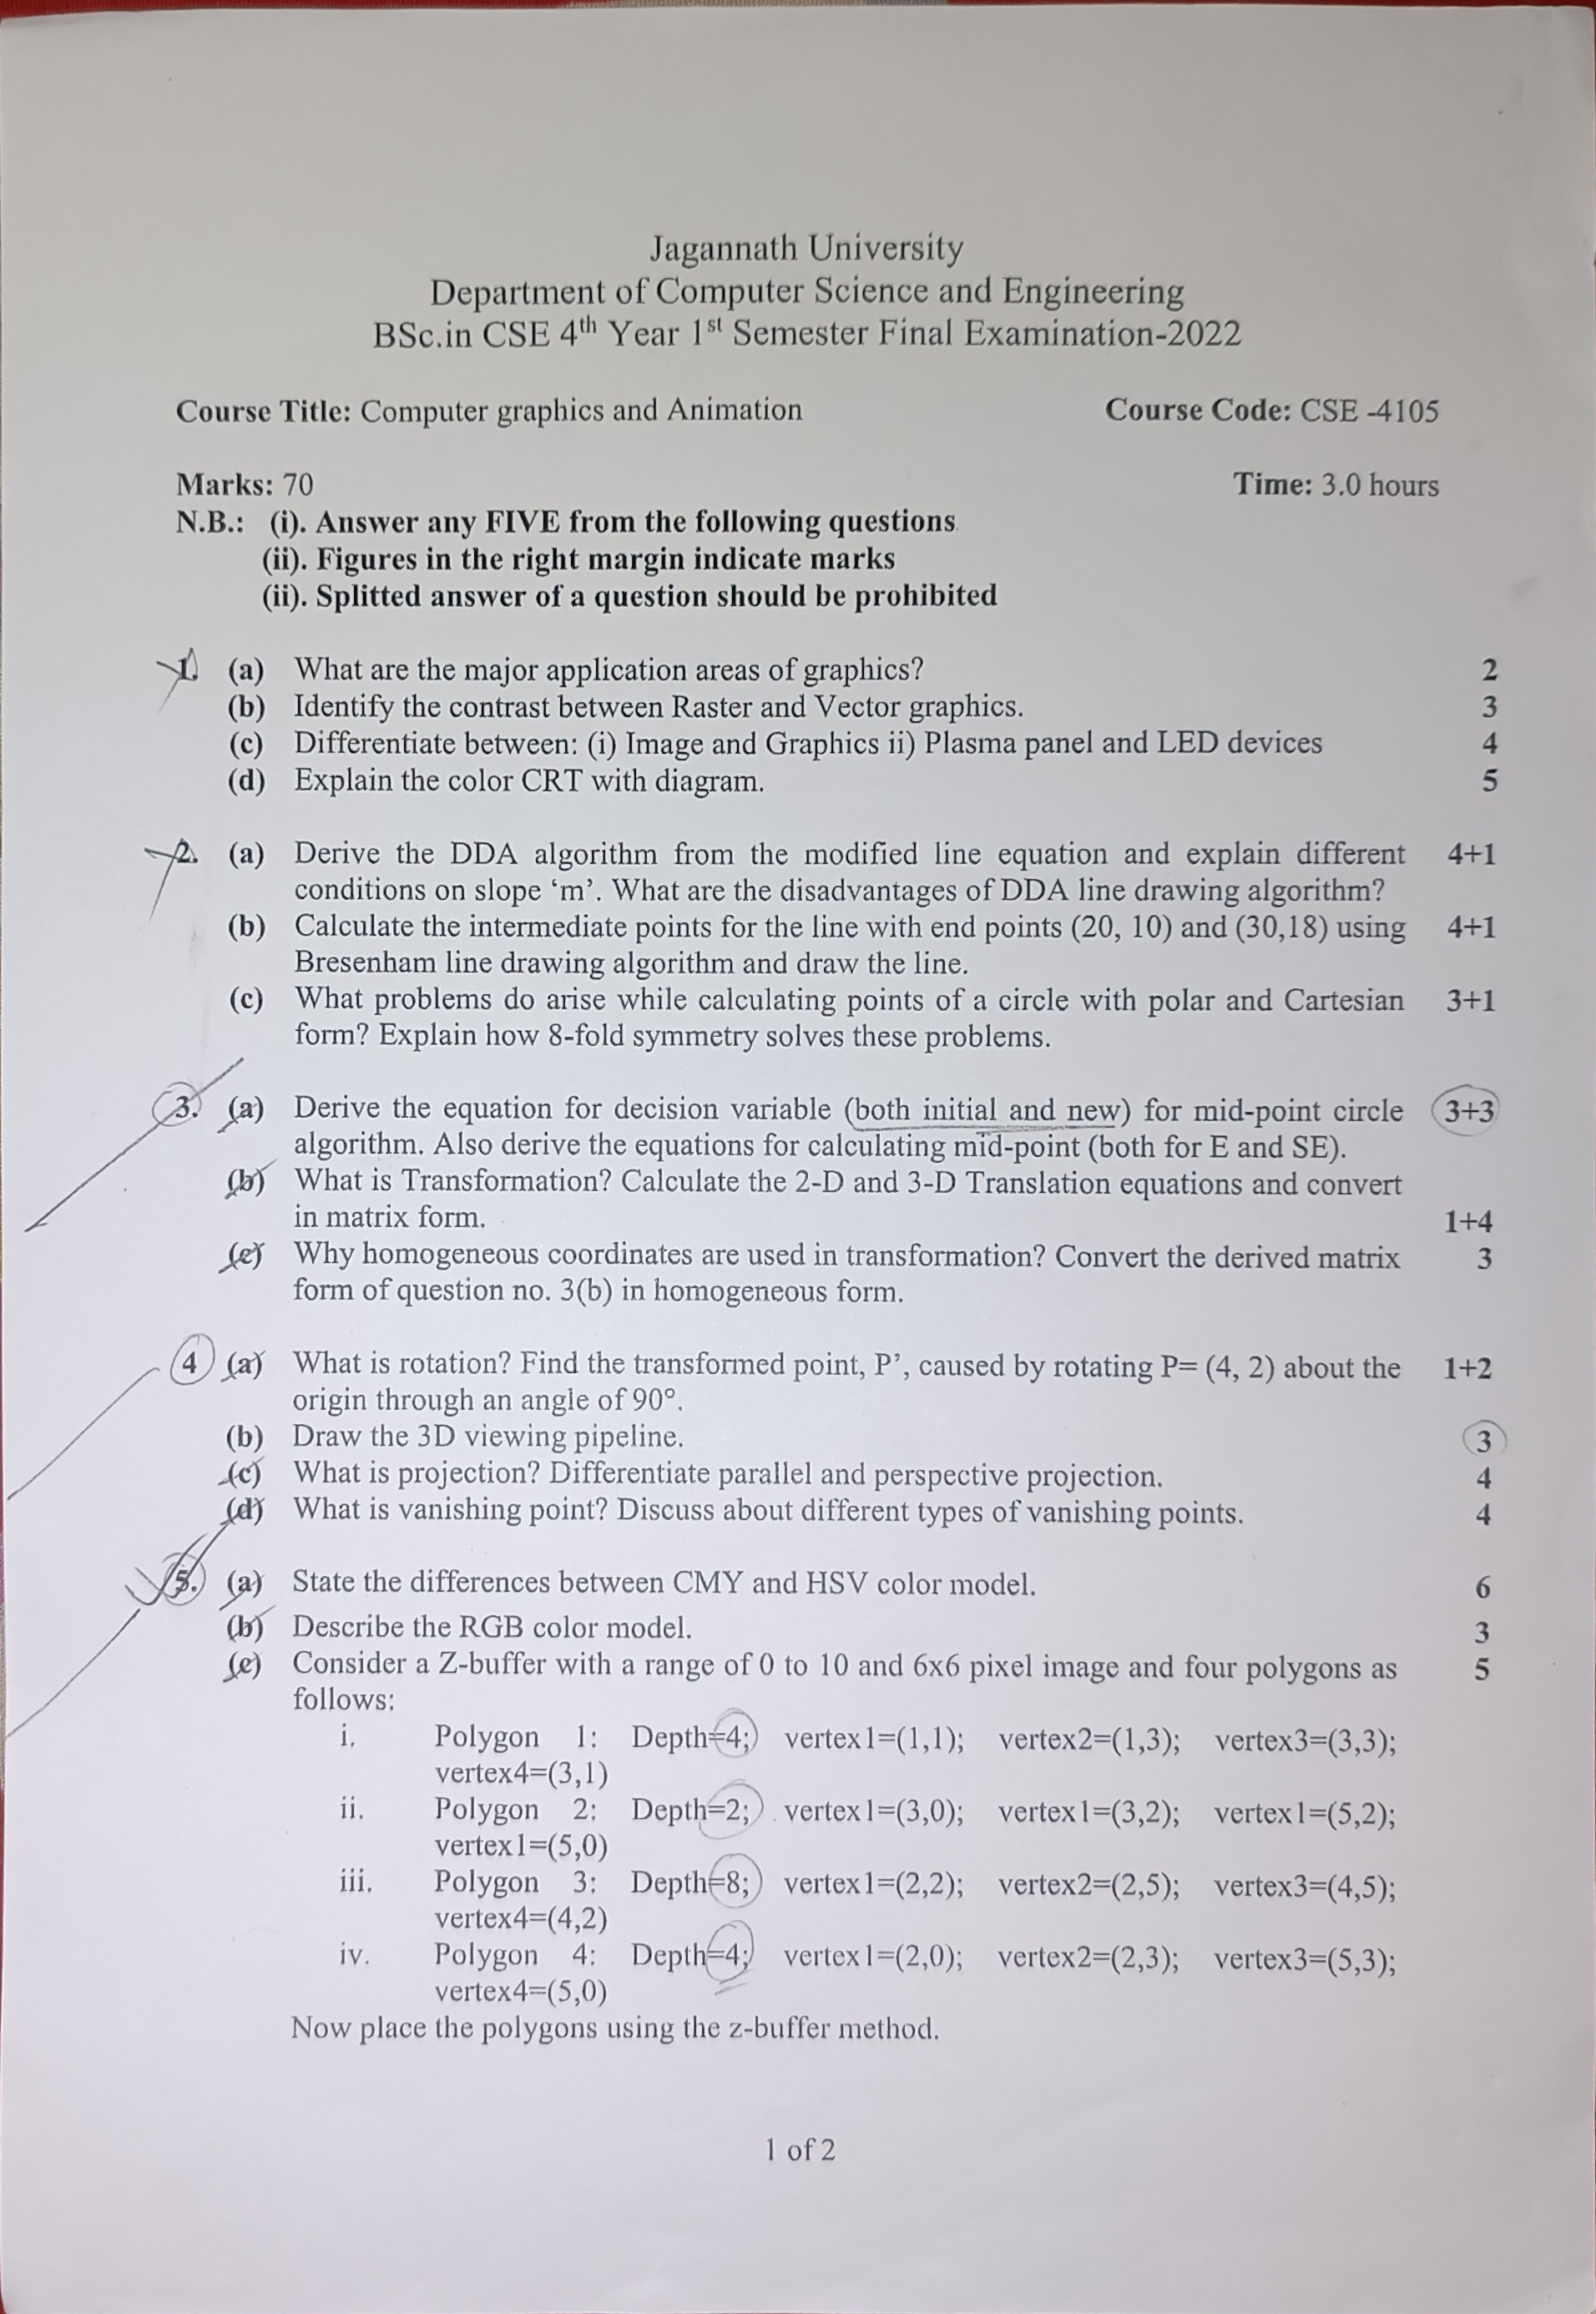 Jagannath University
Department of Computer Science and Engineering
BSc.in CSE 4th Year 1st Semester Final Examination-2022
Course Title: Computer graphics and Animation Course Code: CSE -4105
Marks: 70 Time: 3.0 hours
N.B.: (i). Answer any FIVE from the following questions
(ii). Figures in the right margin indicate marks
(ii). Splitted answer of a question should be prohibited
1. (a) What are the major application areas of graphics? 2
(b) Identify the contrast between Raster and Vector graphics. 3
(c) Differentiate between: (i) Image and Graphics ii) Plasma panel and LED devices 4
(d) Explain the color CRT with diagram. 5
2. (a) Derive the DDA algorithm from the modified line equation and explain different 4+1
conditions on slope ‘m’. What are the disadvantages of DDA line drawing algorithm?
(b) Calculate the intermediate points for the line with end points (20, 10) and (30,18) using 4+1
Bresenham line drawing algorithm and draw the line.
(c) What problems do arise while calculating points of a circle with polar and Cartesian 3+1
form? Explain how 8-fold symmetry solves these problems.
3. (a) Derive the equation for decision variable (both initial and new) for mid-point circle 3+3
algorithm. Also derive the equations for calculating mid-point (both for E and SE).
(b) What is Transformation? Calculate the 2-D and 3-D Translation equations and convert
in matrix form. 1+4
(c) Why homogeneous coordinates are used in transformation? Convert the derived matrix 3
form of question no. 3(b) in homogeneous form.
4 (a) What is rotation? Find the transformed point, P’, caused by rotating P= (4, 2) about the 1+2
origin through an angle of 90°.
(b) Draw the 3D viewing pipeline. 3
(c) What is projection? Differentiate parallel and perspective projection. 4
(d) What is vanishing point? Discuss about different types of vanishing points. 4
5. (a) State the differences between CMY and HSV color model. 6
(b) Describe the RGB color model. 3
(c) Consider a Z-buffer with a range of 0 to 10 and 6x6 pixel image and four polygons as 5
follows:
i. Polygon 1: Depth=4; vertex1=(1,1); vertex2=(1,3); vertex3=(3,3);
vertex4=(3,1)
ii. Polygon 2: Depth=2; vertex1=(3,0); vertex1=(3,2); vertex1=(5,2);
vertex1=(5,0)
iii. Polygon 3: Depth=8; vertex1=(2,2); vertex2=(2,5); vertex3=(4,5);
vertex4=(4,2)
iv. Polygon 4: Depth=4; vertex1=(2,0); vertex2=(2,3); vertex3=(5,3);
vertex4=(5,0)
Now place the polygons using the z-buffer method.
1 of 2